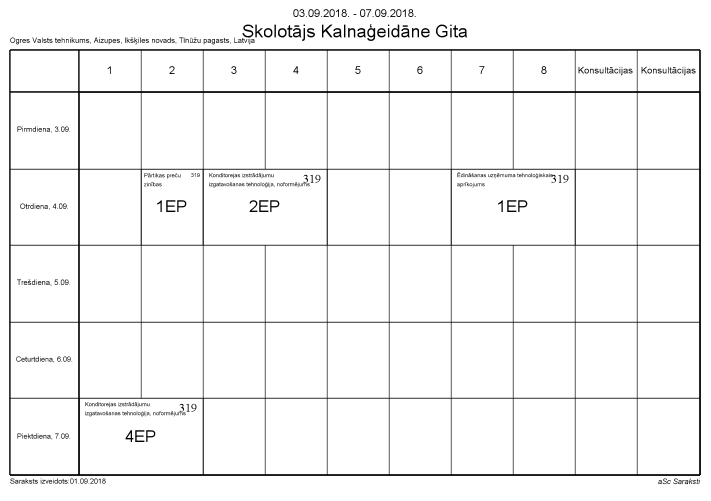 03.09.2018. - 07.09.2018.
Skolotājs Kalnaģeidāne Gita
Ogres Valsts tehnikums, Aizupes, Ikšķiles novads, Tīnūžu pagasts, Latvija
1 2 3 4 5 6 7 8 Konsultācijas Konsultācijas
Pirmdiena, 3.09.
Pārtikas preču 319
zinības
1EP
Konditorejas izstrādājumu
izgatavošanas tehnoloģija, noformējums 319
2EP
Ēdināšanas uzņēmuma tehnoloģiskais 319
aprīkojums
1EP
Otrdiena, 4.09.
Trešdiena, 5.09.
Ceturtdiena, 6.09.
Konditorejas izstrādājumu
izgatavošanas tehnoloģija, noformējums 319
4EP
Piektdiena, 7.09.
Saraksts izveidots:01.09.2018
aSc Saraksti